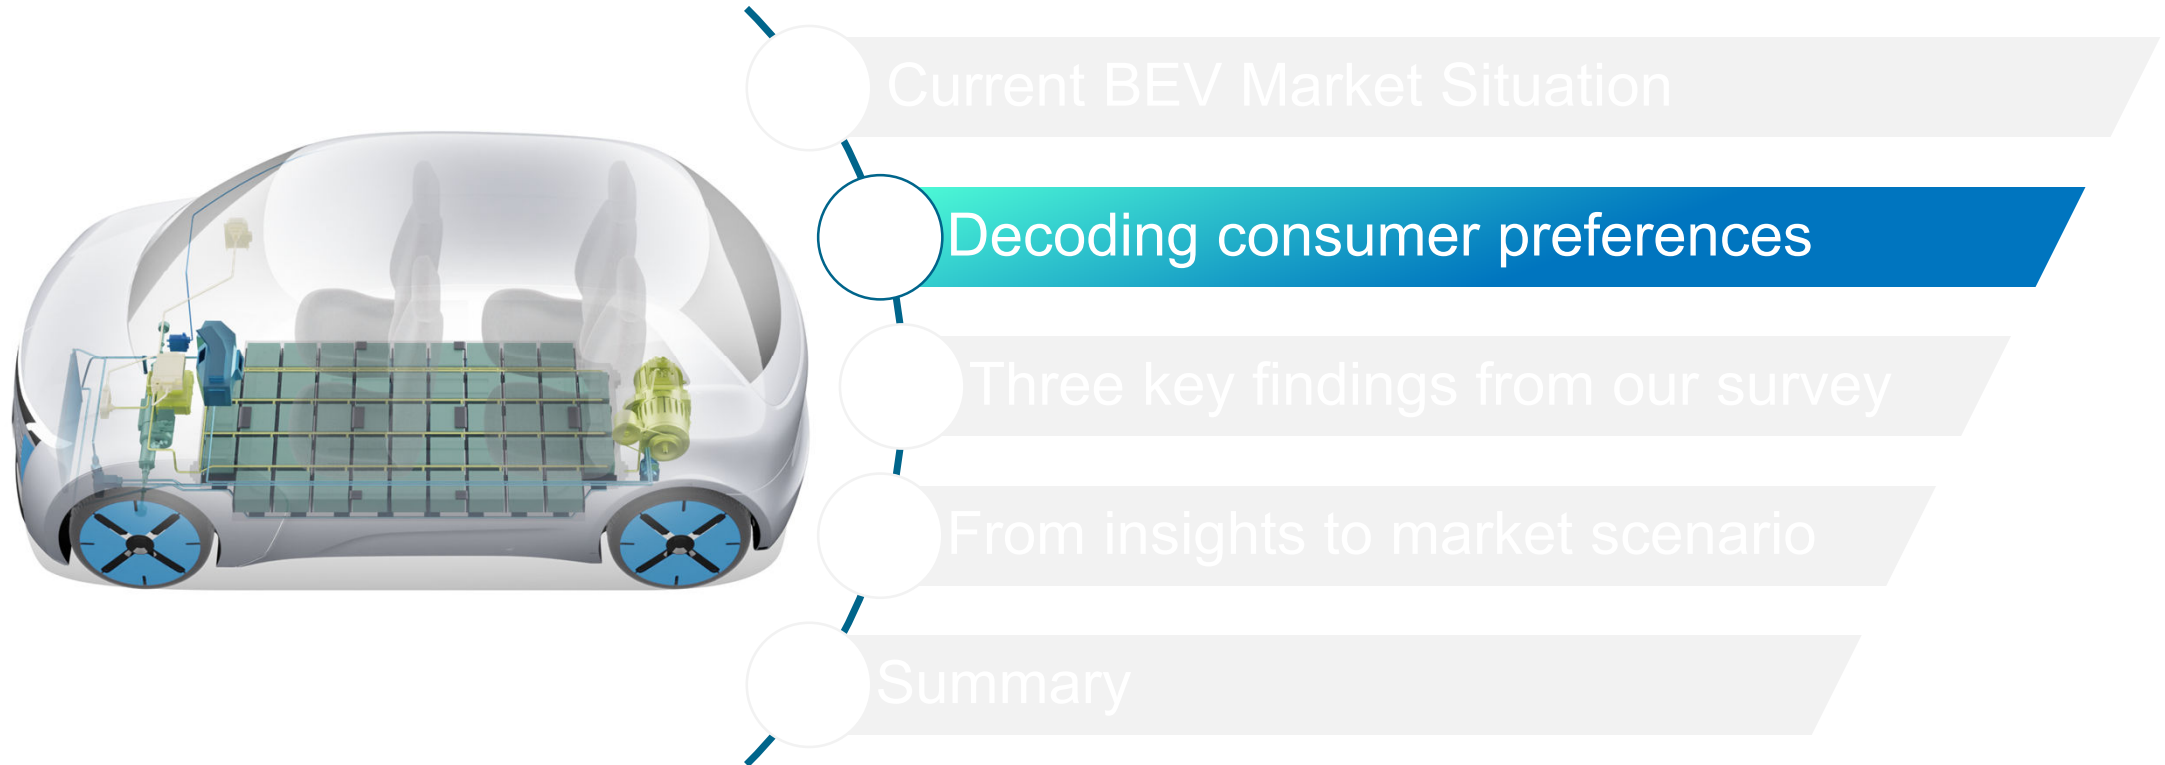 Current BEV Market Situation
Decoding consumer preferences
Three key findings from our survey
From insights to market scenario
Summary